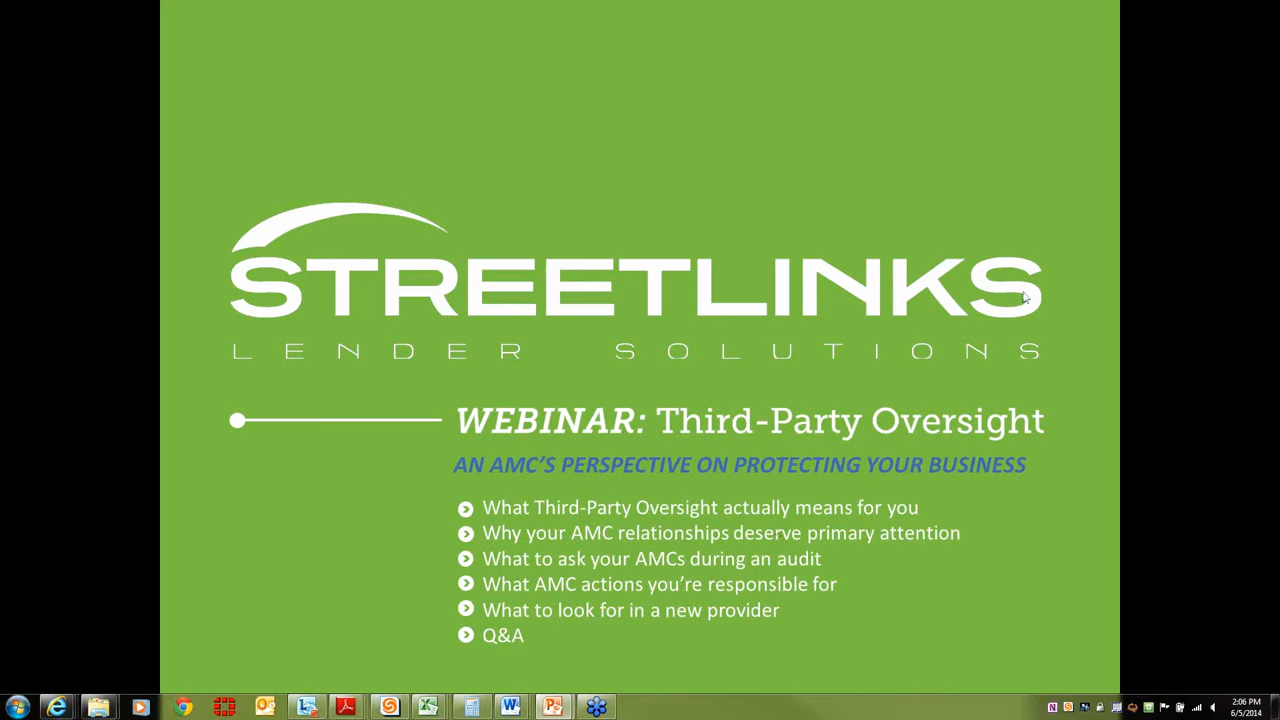 STREETLINKS
LENDER SOLUTIONS
WEBINAR: Third-Party Oversight
AN AMC'S PERSPECTIVE ON PROTECTING YOUR BUSINESS
What Third-Party Oversight actually means for you
Why your AMC relationships deserve primary attention
What to ask your AMCs during an audit
What AMC actions you're responsible for
What to look for in a new provider
Q&A
2:06 PM
6/5/2014